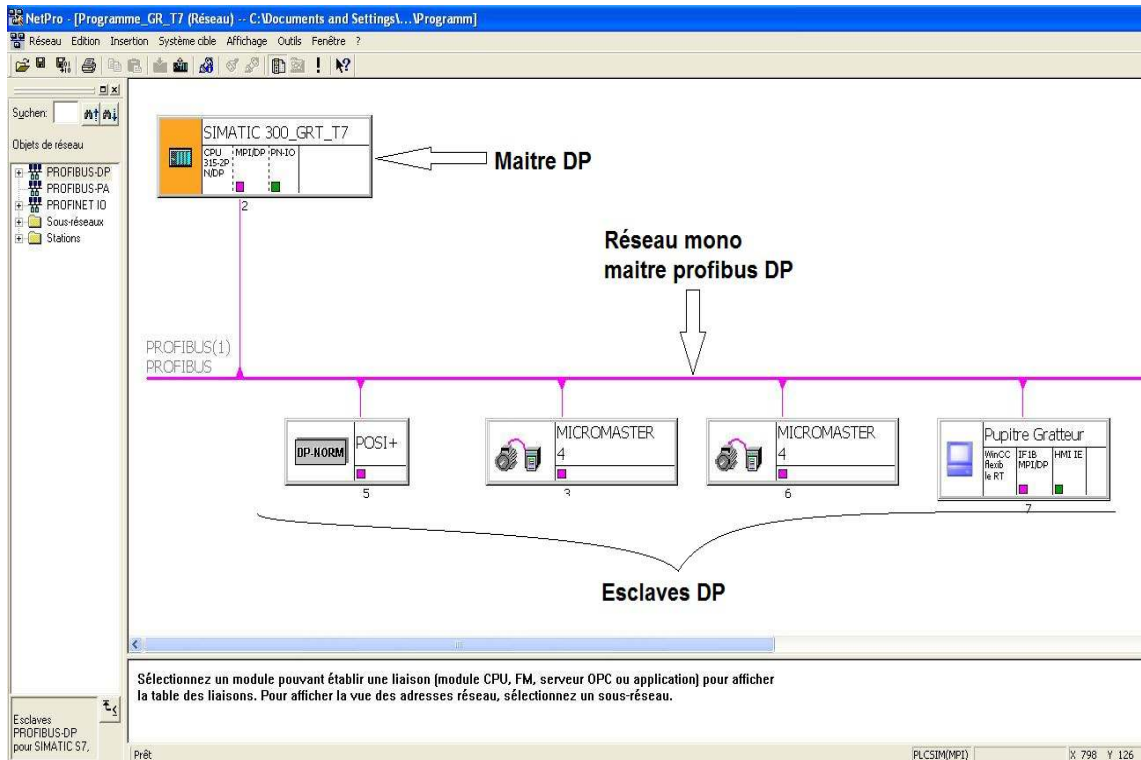 NetPro - [Programme_GR_T7 (Réseau) -- C:\Documents and Settings\...\Programm]
Réseau Edition Insertion Système cible Affichage Outils Fenêtre ?
Suchen:
Objets de réseau
PROFIBUS-DP
PROFIBUS-PA
PROFINET IO
Sous-réseaux
Stations
SIMATIC 300_GRT_T7
CPU 315-2P N/DP
MPI/DP
PN-IO
2
Maitre DP
Réseau mono
maitre profibus DP
PROFIBUS(1)
PROFIBUS
DP-NORM
POSI+
5
MICROMASTER
4
3
MICROMASTER
4
6
Pupitre Gratteur
WinCC flexib le RT
IF1B MPI/DP
HMI IE
7
Esclaves DP
Sélectionnez un module pouvant établir une liaison (module CPU, FM, serveur OPC ou application) pour afficher
la table des liaisons. Pour afficher la vue des adresses réseau, sélectionnez un sous-réseau.
Esclaves
PROFIBUS-DP
pour SIMATIC S7,
Prêt
PLCSIM(MPI)
X 798 Y 126